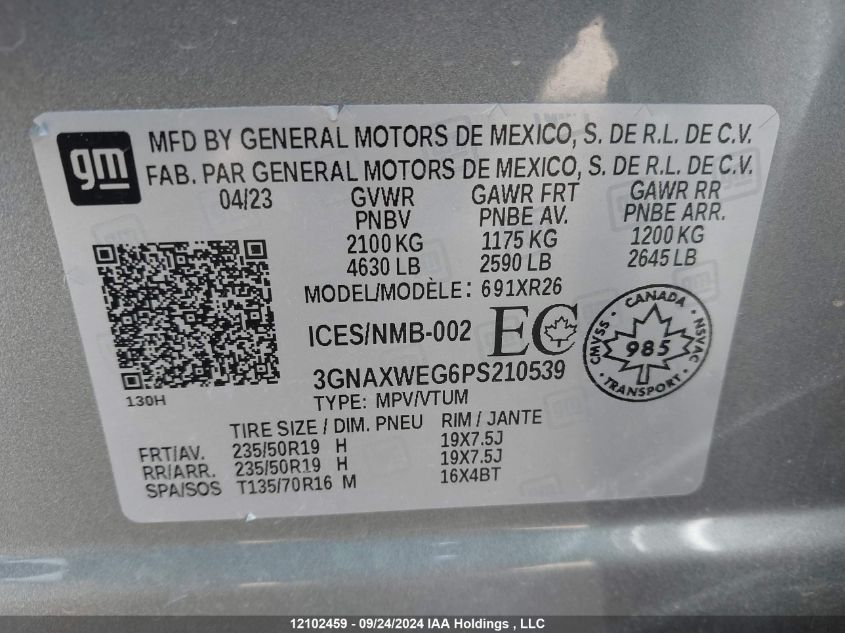 gm
MFD BY GENERAL MOTORS DE MEXICO, S. DE R.L. DE C.V.
FAB. PAR GENERAL MOTORS DE MEXICO, S. DE R.L. DE C.V.
04/23 GVWR GAWR FRT GAWR RR
PNBV PNBE AV. PNBE ARR.
2100 KG 1175 KG 1200 KG
4630 LB 2590 LB 2645 LB
MODEL/MODÈLE: 691XR26
ICES/NMB-002 EC
CANADA
CMVSS 985 NSVAC
TRANSPORT
3GNAXWEG6PS210539
130H
TYPE: MPV/VTUM
TIRE SIZE / DIM. PNEU RIM / JANTE
FRT/AV. 235/50R19 H 19X7.5J
RR/ARR. 235/50R19 H 19X7.5J
SPA/SOS T135/70R16 M 16X4BT
12102459 - 09/24/2024 IAA Holdings , LLC